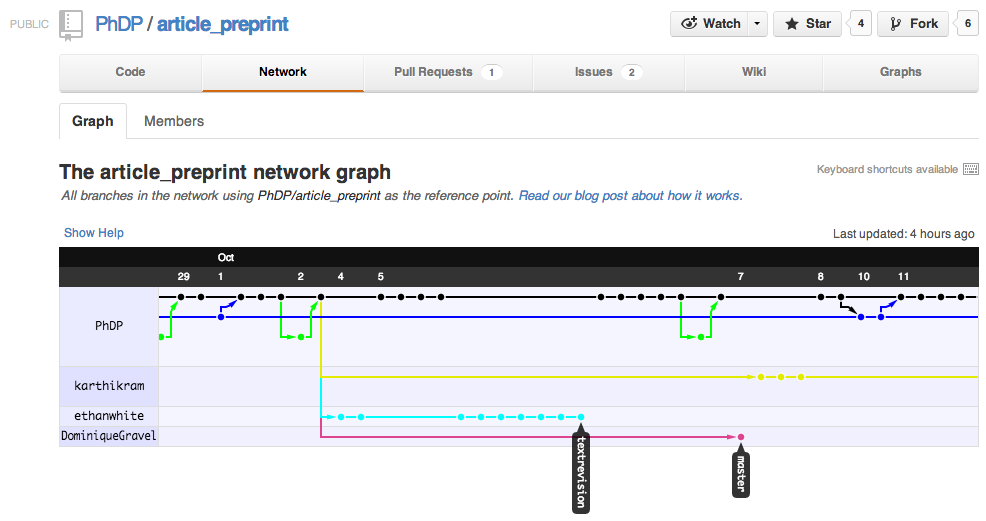 PUBLIC PhDP / article_preprint Watch Star 4 Fork 6
Code Network Pull Requests 1 Issues 2 Wiki Graphs
Graph Members
The article_preprint network graph Keyboard shortcuts available
All branches in the network using PhDP/article_preprint as the reference point. Read our blog post about how it works.
Show Help Last updated: 4 hours ago
Oct
29 1 2 4 5 7 8 10 11
PhDP
karthikram
ethanwhite
DominiqueGravel
textrevision
master